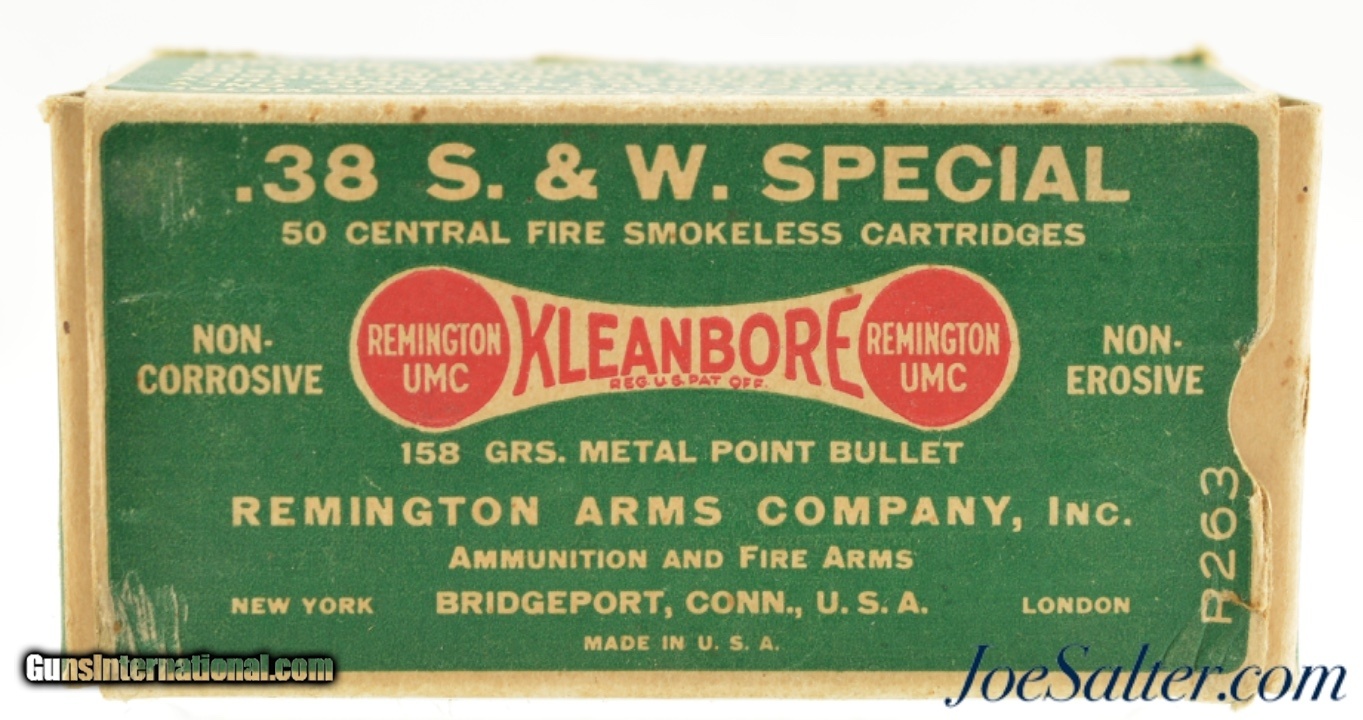 .38 S. & W. SPECIAL
50 CENTRAL FIRE SMOKELESS CARTRIDGES
NON-
CORROSIVE
REMINGTON
UMC
KLEANBORE
REG. U.S. PAT OFF.
REMINGTON
UMC
NON-
EROSIVE
158 GRS. METAL POINT BULLET
REMINGTON ARMS COMPANY, INC.
AMMUNITION AND FIRE ARMS
NEW YORK BRIDGEPORT, CONN., U. S. A. LONDON
MADE IN U. S. A.
R263
GunsInternational.com
JoeSalter.com